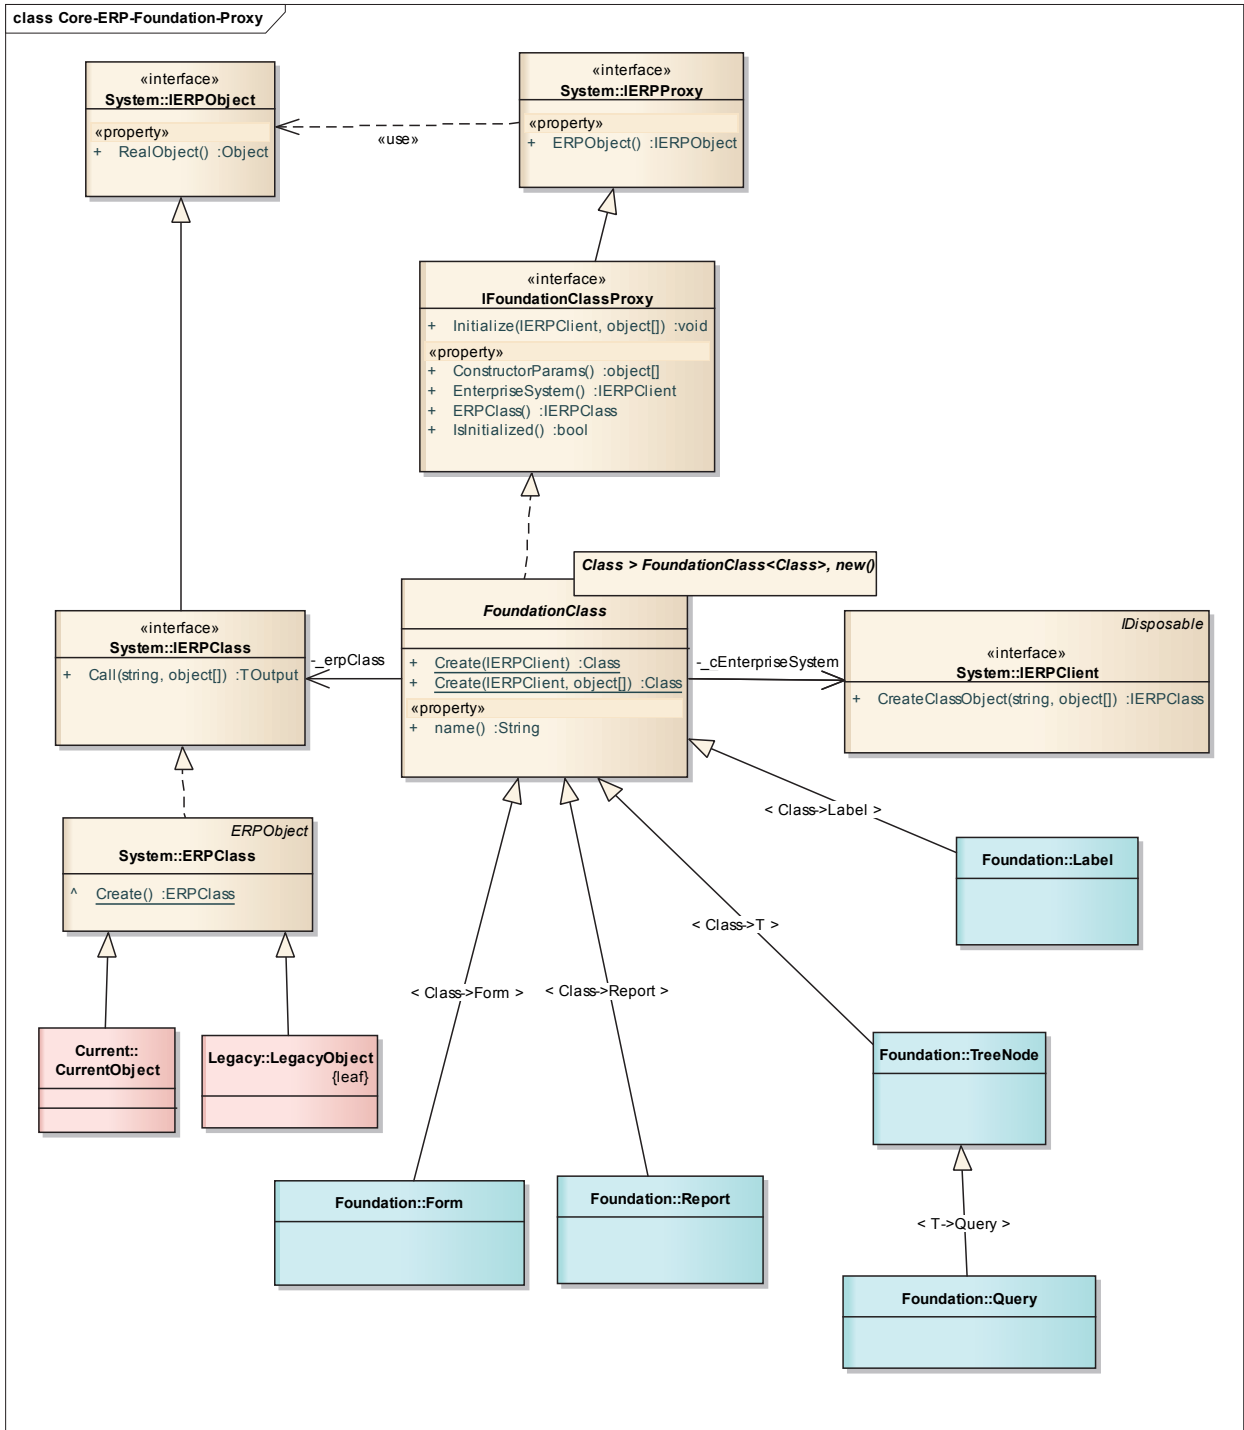 class Core-ERP-Foundation-Proxy
«interface»
System::IERPObject
«property»
+ RealObject() :Object
«use»
«interface»
System::IERPProxy
«property»
+ ERPObject() :IERPObject
«interface»
IFoundationClassProxy
+ Initialize(IERPClient, object[]) :void
«property»
+ ConstructorParams() :object[]
+ EnterpriseSystem() :IERPClient
+ ERPClass() :IERPClass
+ IsInitialized() :bool
Class > FoundationClass<Class>, new()
FoundationClass
+ Create(IERPClient) :Class
+ Create(IERPClient, object[]) :Class
«property»
+ name() :String
«interface»
System::IERPClass
+ Call(string, object[]) :TOutput
-_erpClass
-_cEnterpriseSystem
IDisposable
«interface»
System::IERPClient
+ CreateClassObject(string, object[]) :IERPClass
ERPObject
System::ERPClass
^ Create() :ERPClass
< Class->Label >
Foundation::Label
< Class->T >
< Class->Form >
< Class->Report >
Current::
CurrentObject
Legacy::LegacyObject
{leaf}
Foundation::TreeNode
Foundation::Form
Foundation::Report
< T->Query >
Foundation::Query